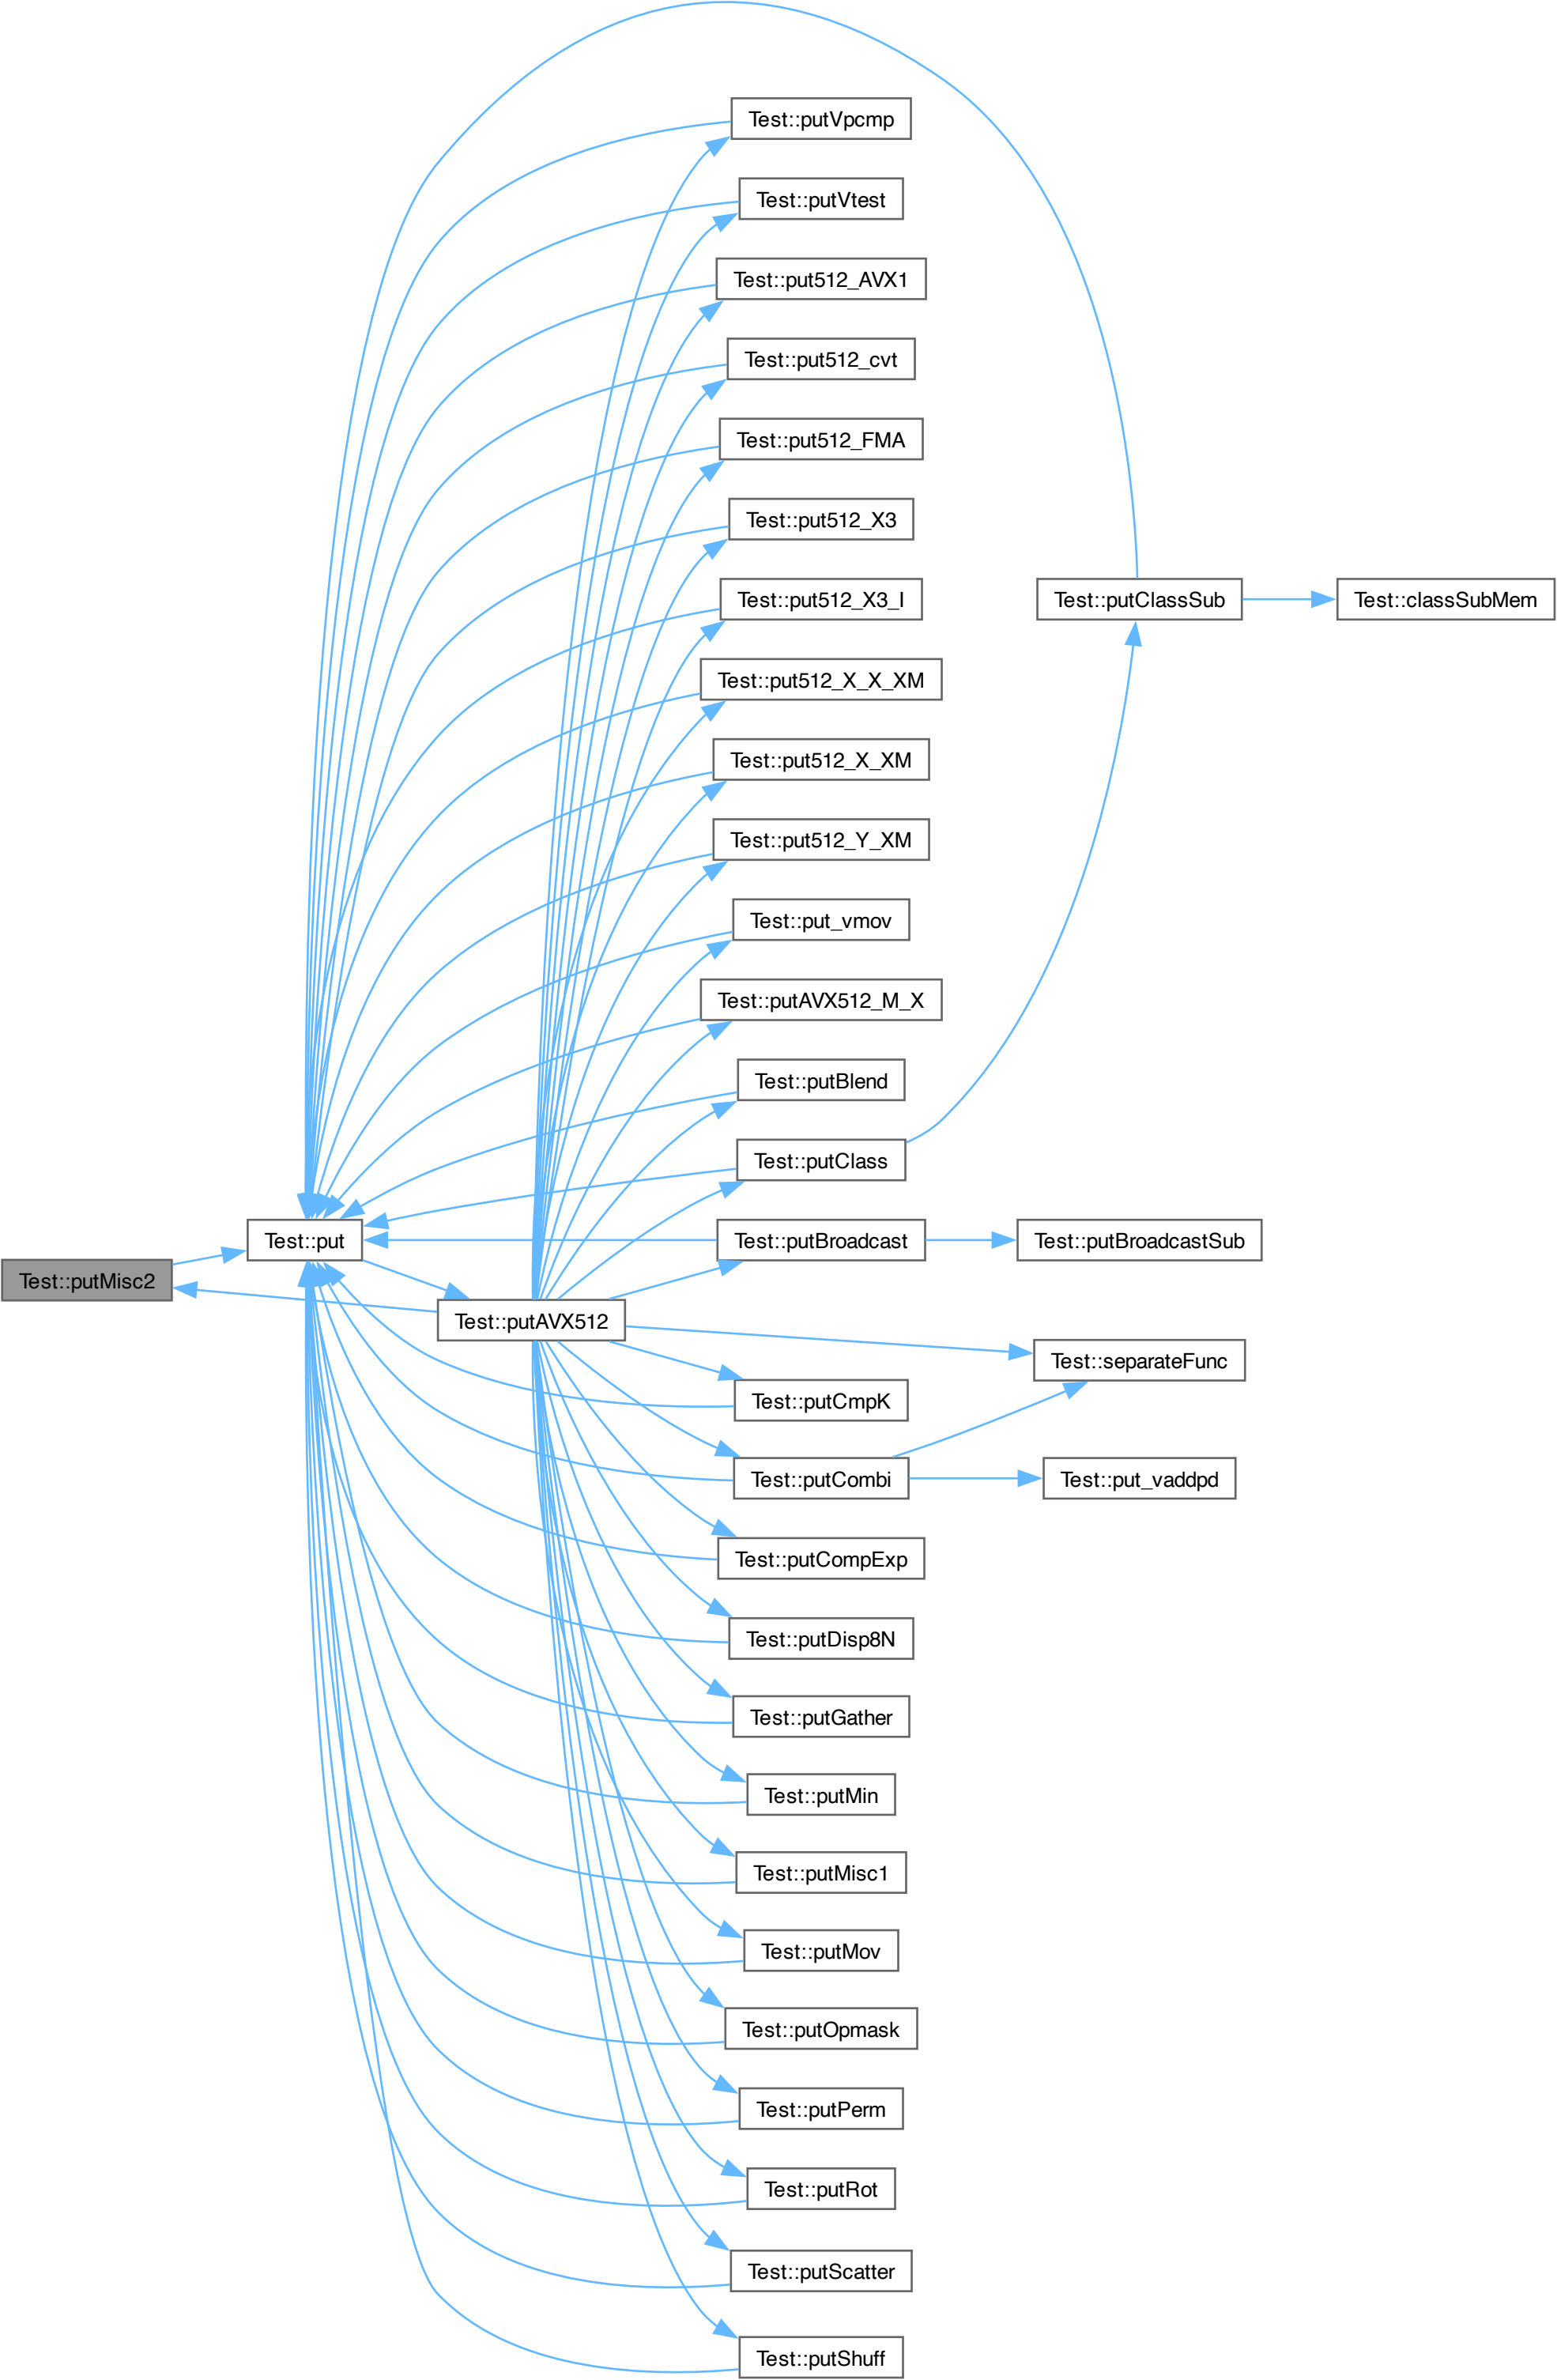 Test::putVpcmp
Test::putVtest
Test::put512_AVX1
Test::put512_cvt
Test::put512_FMA
Test::put512_X3
Test::put512_X3_I
Test::putClassSub
Test::classSubMem
Test::put512_X_X_XM
Test::put512_X_XM
Test::put512_Y_XM
Test::put_vmov
Test::putAVX512_M_X
Test::putBlend
Test::putClass
Test::put
Test::putBroadcast
Test::putBroadcastSub
Test::putMisc2
Test::putAVX512
Test::separateFunc
Test::putCmpK
Test::putCombi
Test::put_vaddpd
Test::putCompExp
Test::putDisp8N
Test::putGather
Test::putMin
Test::putMisc1
Test::putMov
Test::putOpmask
Test::putPerm
Test::putRot
Test::putScatter
Test::putShuff